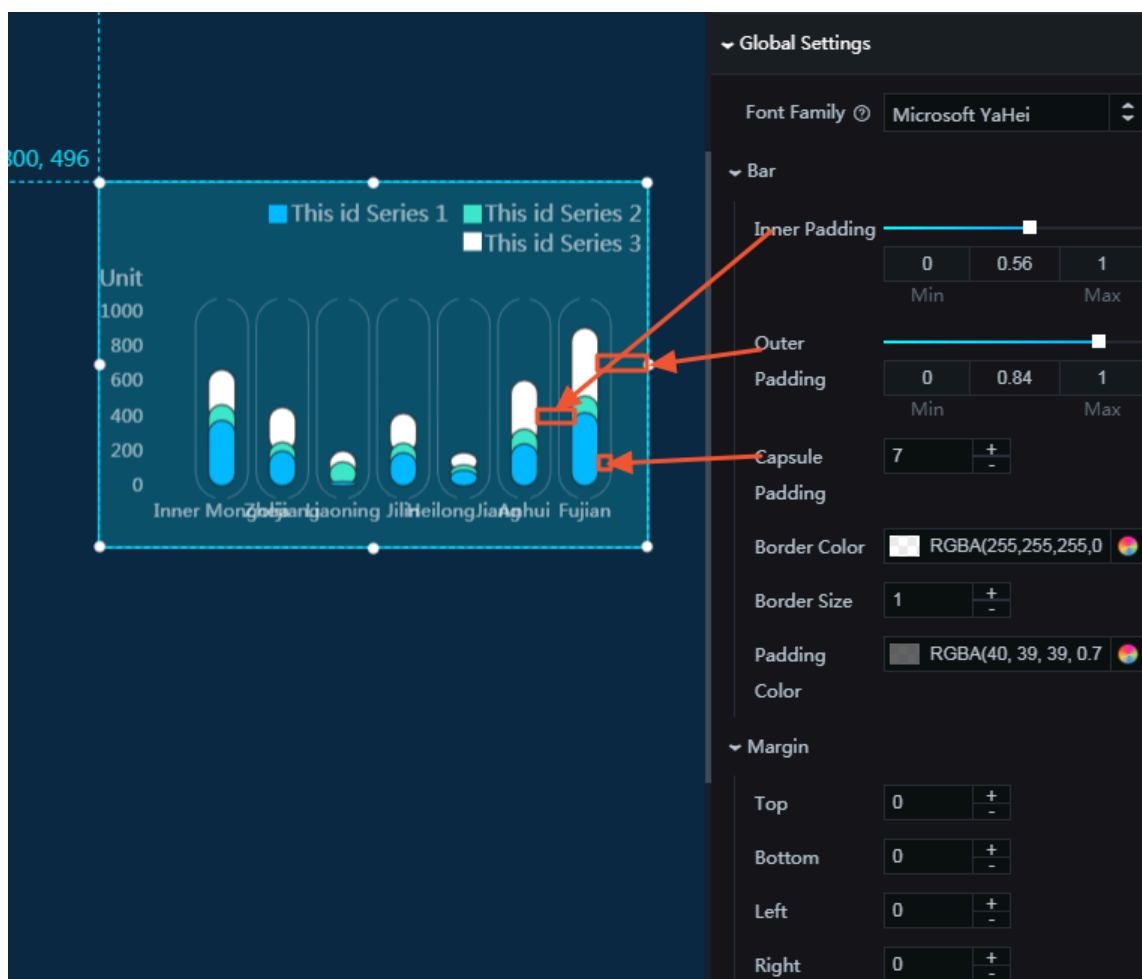 Global Settings
Font Family
Microsoft YaHei
Bar
Inner Padding
0 0.56 1
Min Max
Outer
Padding
0 0.84 1
Min Max
Capsule
Padding
7 + -
Border Color
RGBA(255,255,255,0
Border Size
1 + -
Padding
Color
RGBA(40, 39, 39, 0.7
Margin
Top
0 + -
Bottom
0 + -
Left
0 + -
Right
0 + -
300, 496
This id Series 1 This id Series 2
This id Series 3
Unit
1000
800
600
400
200
0
Inner Mongolia Zhejiang Liaoning Jilin HeilongJiang Anhui Fujian